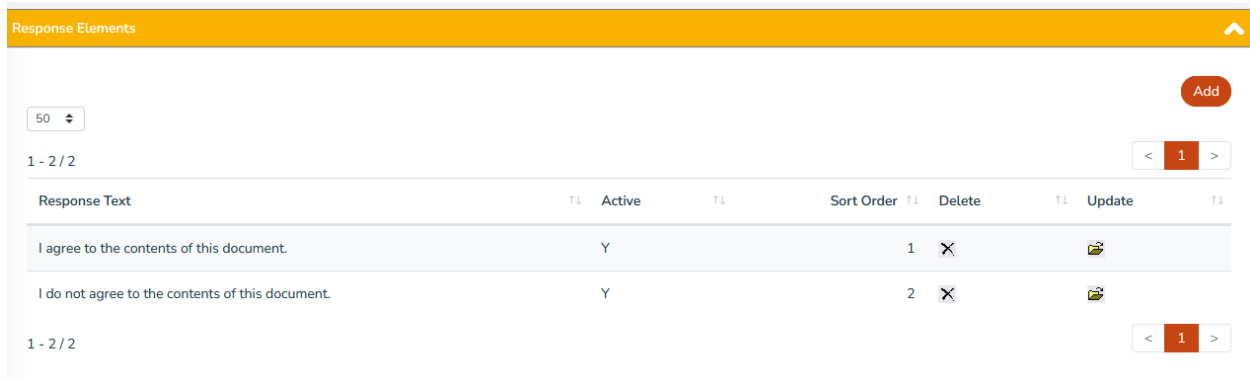 Response Elements
Add
50
1 - 2 / 2
< 1 >
Response Text Active Sort Order Delete Update
I agree to the contents of this document. Y 1
I do not agree to the contents of this document. Y 2
1 - 2 / 2
< 1 >